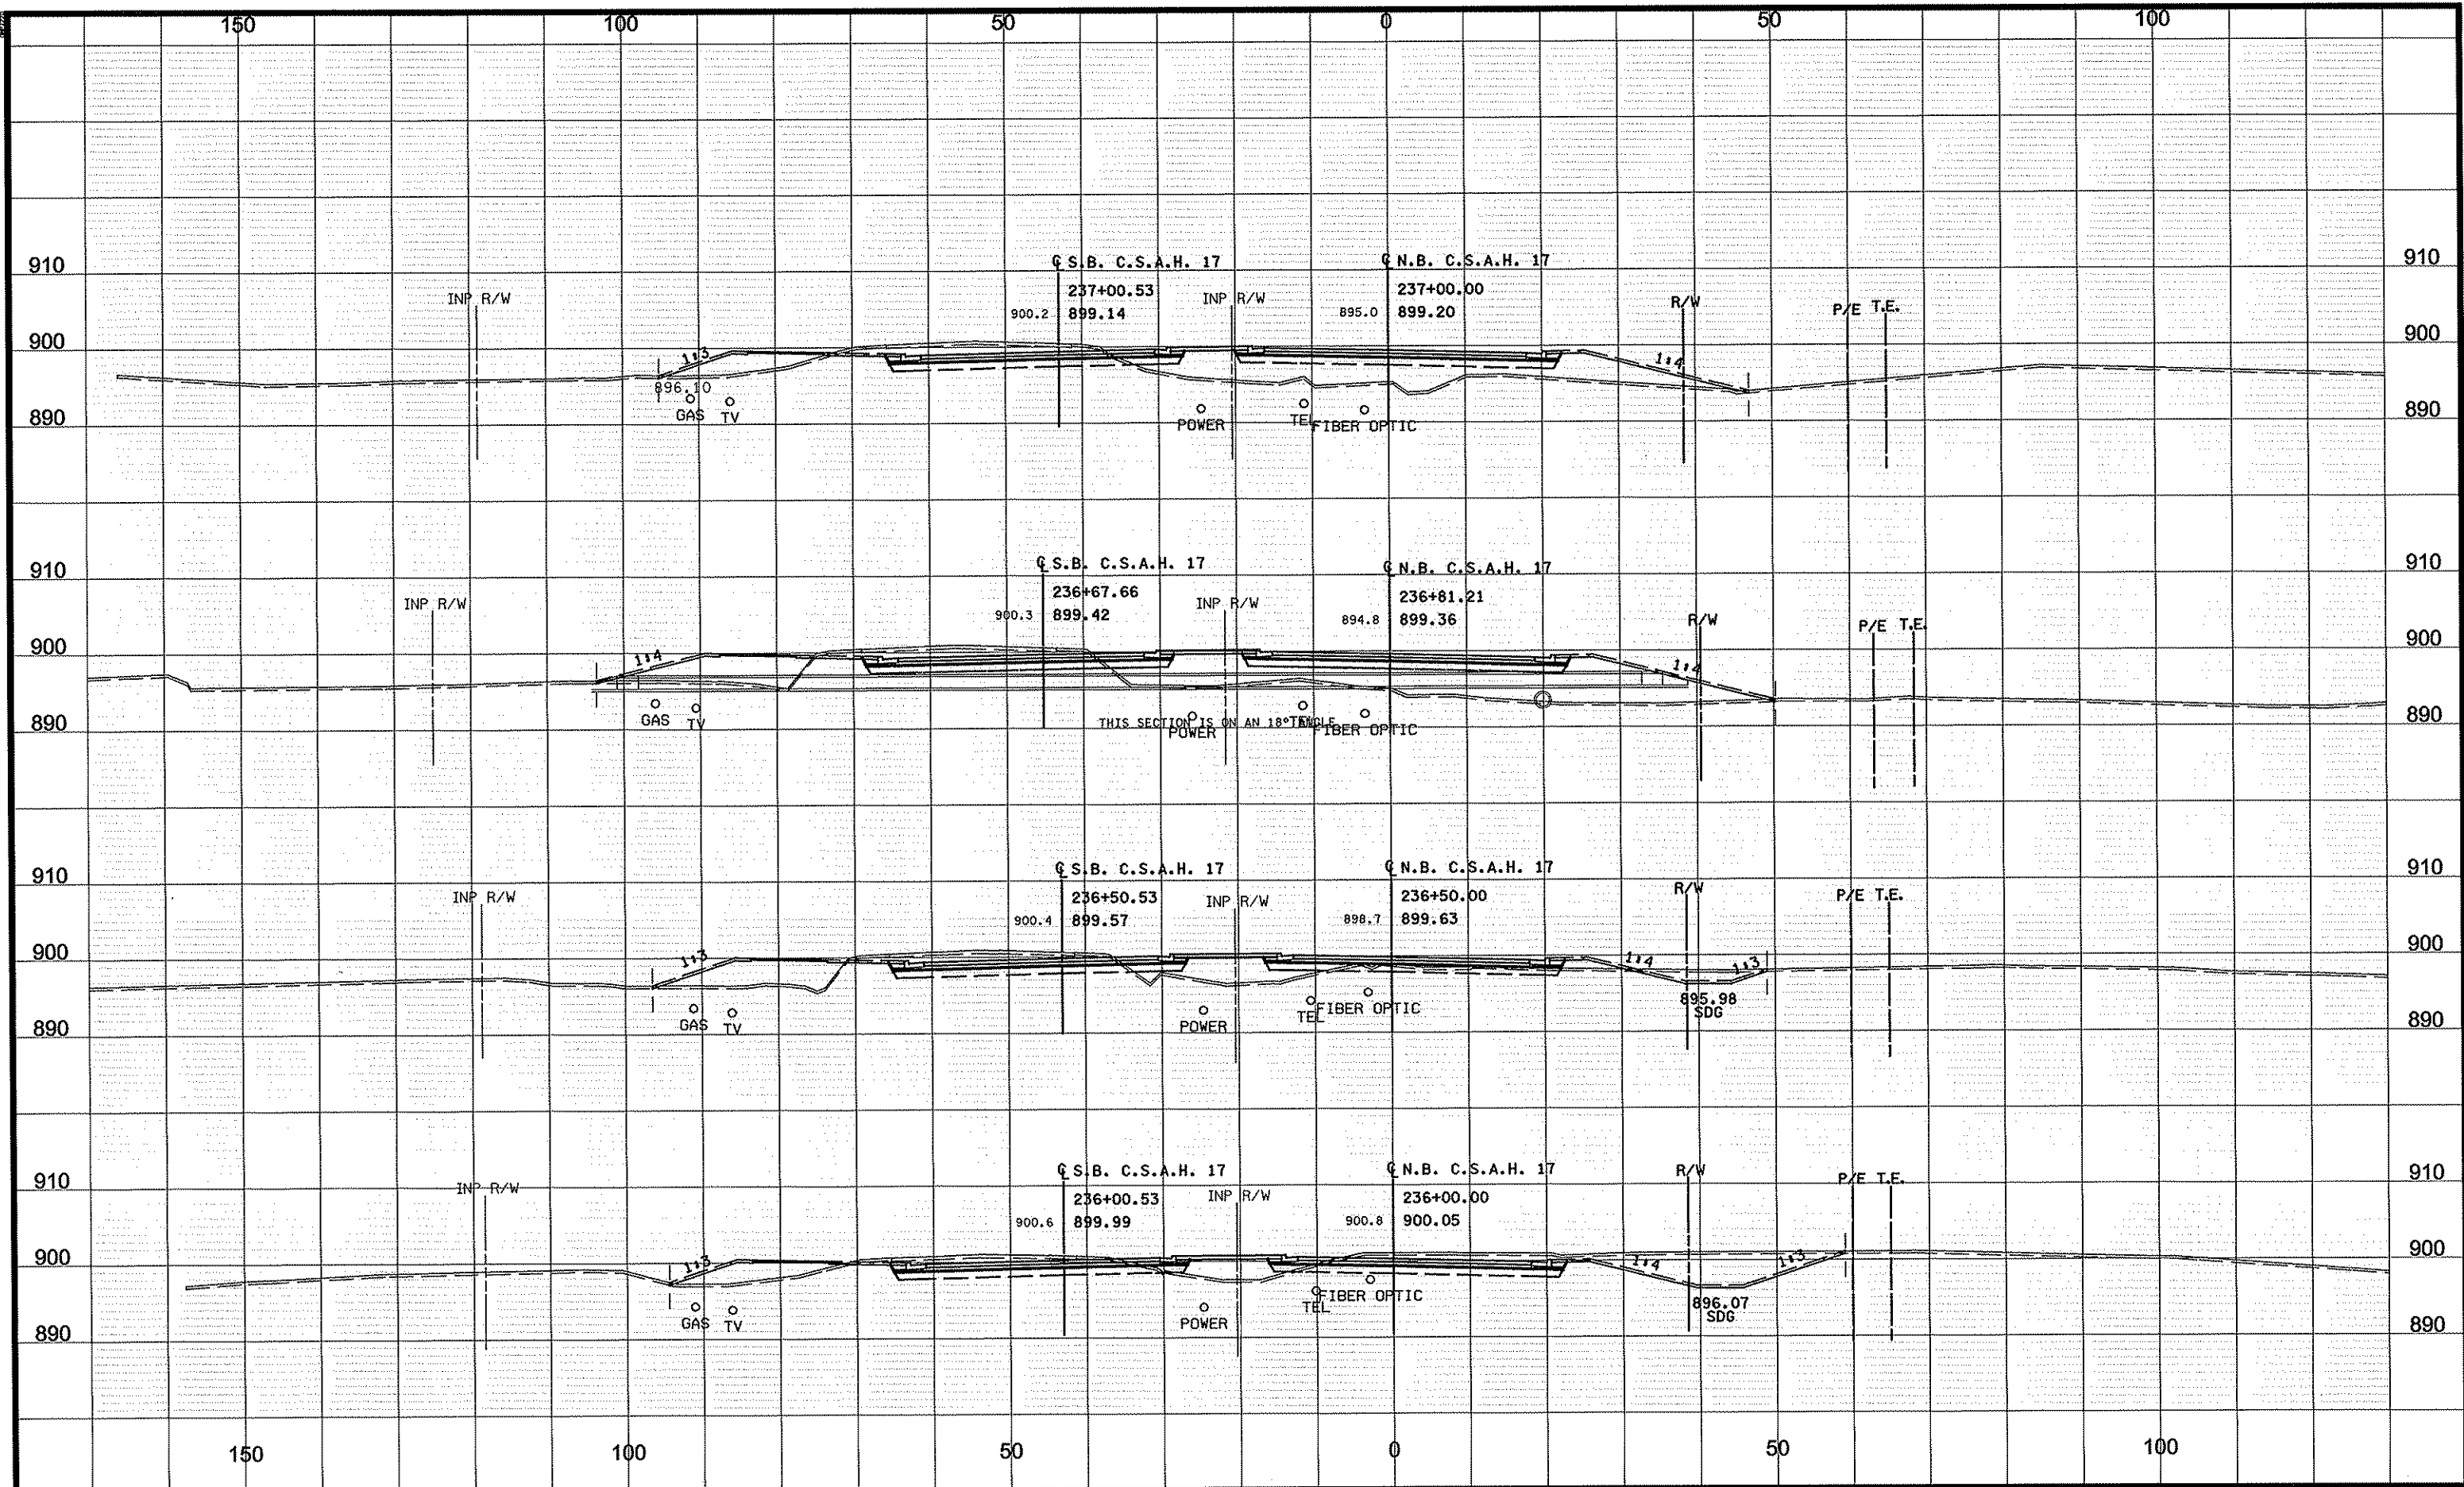 150 100 50 0 50 100
℄ S.B. C.S.A.H. 17 ℄ N.B. C.S.A.H. 17
910 910
INP R/W 237+00.53 INP R/W 237+00.00 R/W P/E T.E.
900.2 899.14 895.0 899.20
900 1:3 1:4 900
896.10
GAS TV POWER TEL FIBER OPTIC
890 890
℄ S.B. C.S.A.H. 17 ℄ N.B. C.S.A.H. 17
910 910
INP R/W 236+67.66 INP R/W 236+81.21 R/W P/E T.E.
900.3 899.42 894.8 899.36
900 1:4 1:4 900
GAS TV THIS SECTION IS ON AN 18° ANGLE TEL
890 POWER FIBER OPTIC 890
℄ S.B. C.S.A.H. 17 ℄ N.B. C.S.A.H. 17
910 910
INP R/W 236+50.53 INP R/W 236+50.00 R/W P/E T.E.
900.4 899.57 898.7 899.63
900 1:3 1:4 1:3 900
895.98
SDG
GAS TV POWER TEL FIBER OPTIC
890 890
℄ S.B. C.S.A.H. 17 ℄ N.B. C.S.A.H. 17 R/W
910 910
INP R/W 236+00.53 INP R/W 236+00.00 P/E T.E.
900.6 899.99 900.8 900.05
900 1:3 1:4 1:3 900
896.07
SDG
GAS TV POWER TEL FIBER OPTIC
890 890
150 100 50 0 50 100